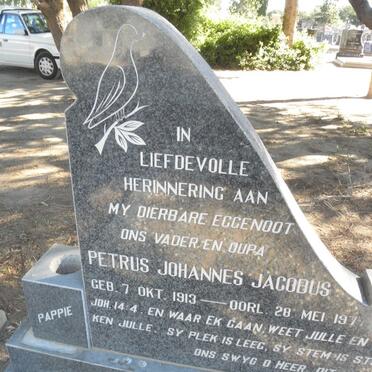 IN
LIEFDEVOLLE
HERINNERING AAN
MY DIERBARE EGGENOOT
ONS VADER EN OUPA
PETRUS JOHANNES JACOBUS
GEB. 7 OKT. 1913 — OORL. 28 MEI 197
JOH. 14:4. EN WAAR EK GAAN, WEET JULLE EN
KEN JULLE. SY PLEK IS LEEG, SY STEM IS
ONS SWYG O HEER, DIT
PAPPIE